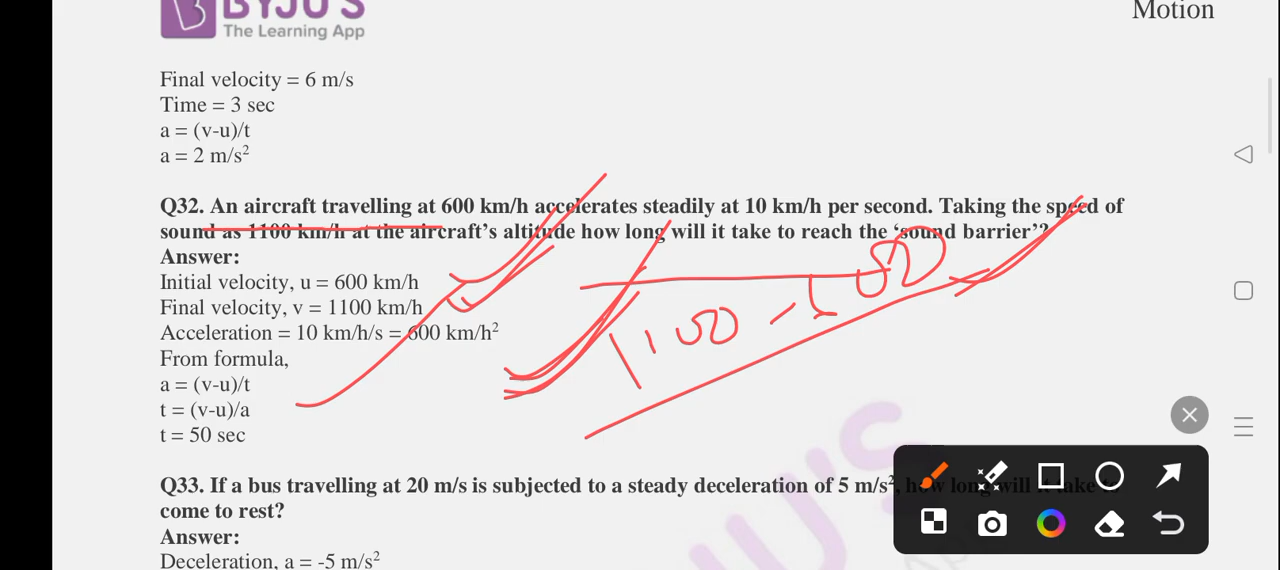 BYJU'S
The Learning App
Motion
Final velocity = 6 m/s
Time = 3 sec
a = (v-u)/t
a = 2 m/s²
Q32. An aircraft travelling at 600 km/h accelerates steadily at 10 km/h per second. Taking the speed of
sound as 1100 km/h at the aircraft's altitude how long will it take to reach the 'sound barrier'?
Answer:
Initial velocity, u = 600 km/h
Final velocity, v = 1100 km/h
Acceleration = 10 km/h/s = 600 km/h²
From formula,
a = (v-u)/t
t = (v-u)/a
t = 50 sec
Q33. If a bus travelling at 20 m/s is subjected to a steady deceleration of 5 m/s², how long will it take to
come to rest?
Answer:
Deceleration, a = -5 m/s²